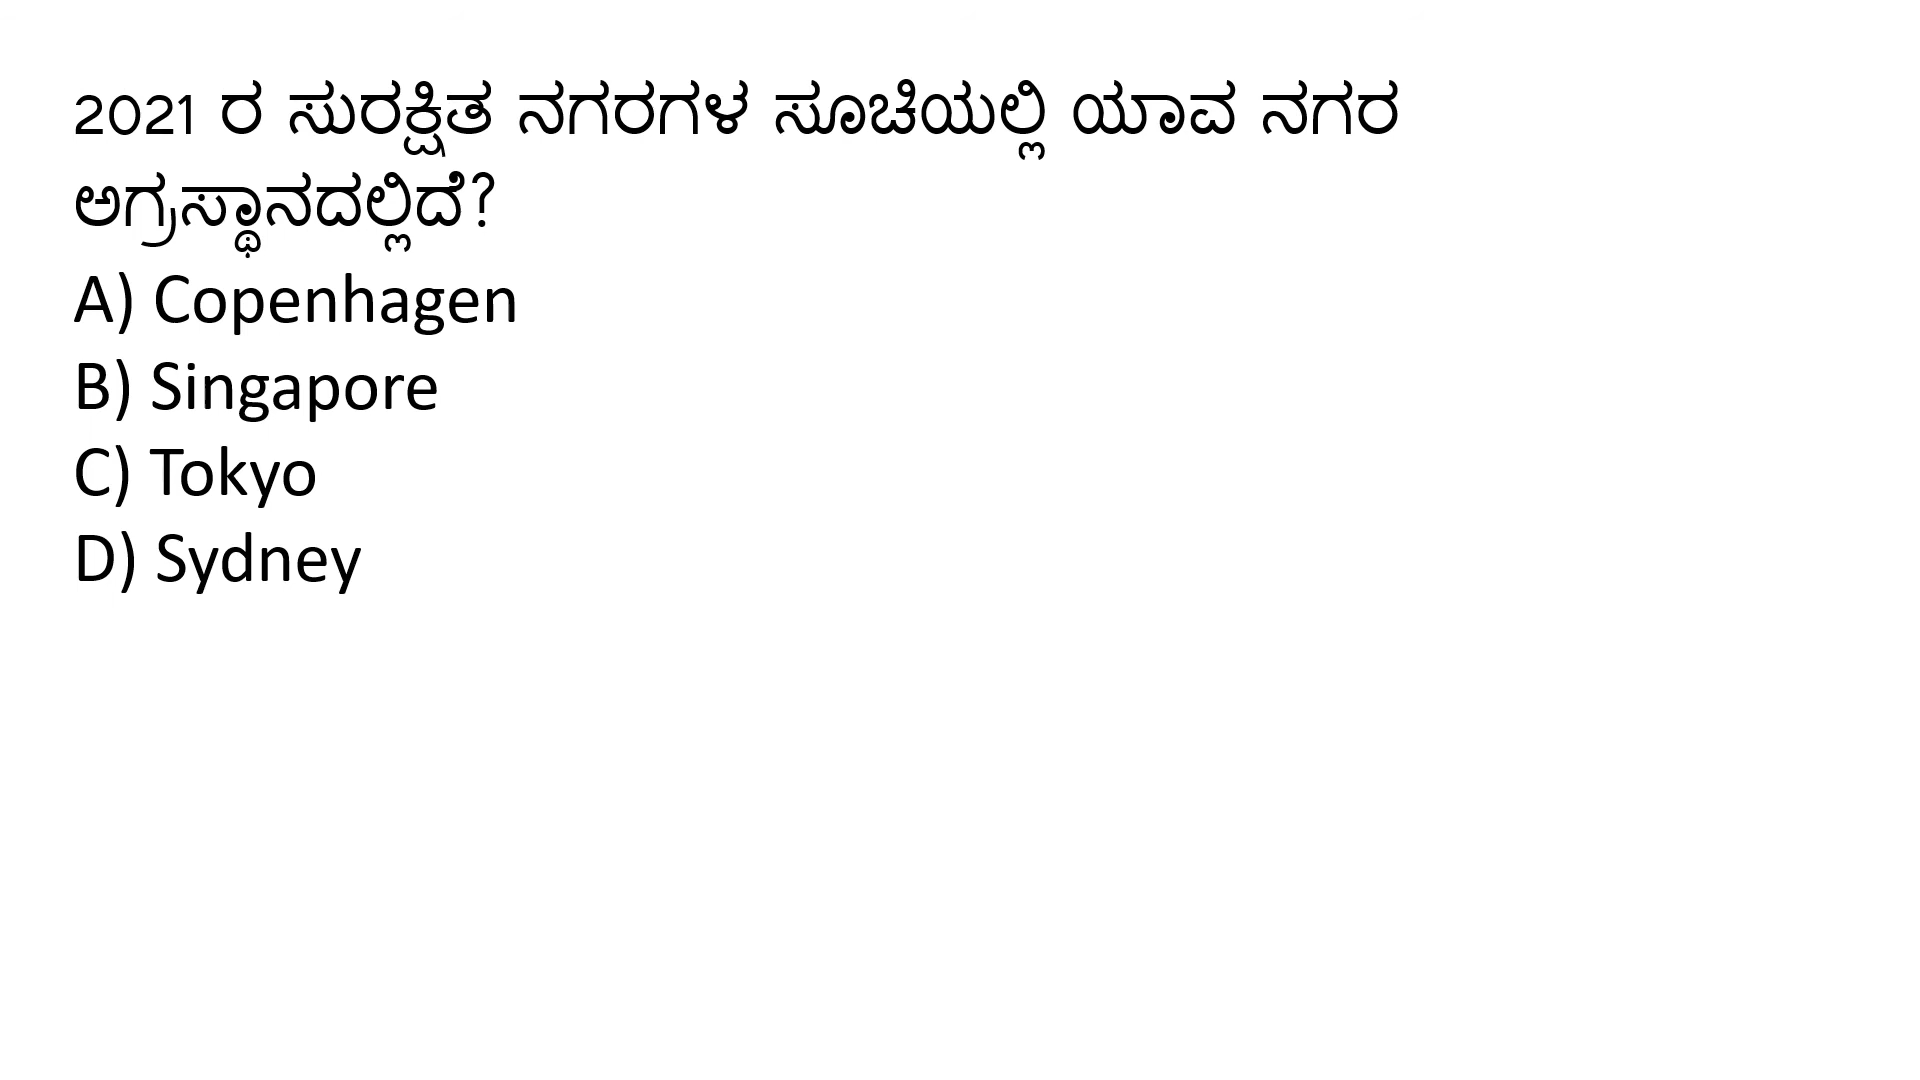 2021 ರ ಸುರಕ್ಷಿತ ನಗರಗಳ ಸೂಚಿಯಲ್ಲಿ ಯಾವ ನಗರ
ಅಗ್ರಸ್ಥಾನದಲ್ಲಿದೆ?
A) Copenhagen
B) Singapore
C) Tokyo
D) Sydney